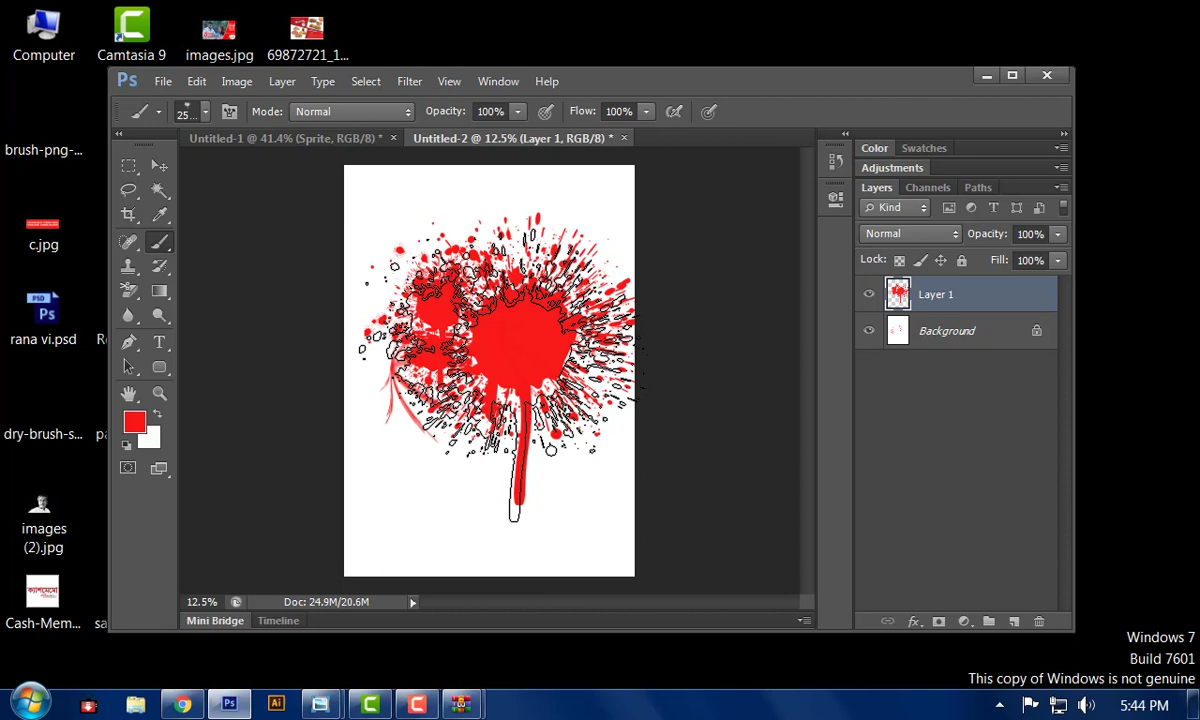 Computer
Camtasia 9
images.jpg
69872721_1...
Ps
File Edit Image Layer Type Select Filter View Window Help
25...
Mode: Normal
Opacity: 100%
Flow: 100%
Untitled-1 @ 41.4% (Sprite, RGB/8) * ×
Untitled-2 @ 12.5% (Layer 1, RGB/8) * ×
brush-png-...
c.jpg
PSD
Ps
rana vi.psd
dry-brush-s...
images
(2).jpg
ক্যাশমেমো
Cash-Mem...
Color Swatches
Adjustments
Layers Channels Paths
Kind
Normal
Opacity: 100%
Lock:
Fill: 100%
Layer 1
Background
12.5%
Doc: 24.9M/20.6M
Mini Bridge Timeline
Windows 7
Build 7601
This copy of Windows is not genuine
Ps
Ai
5:44 PM